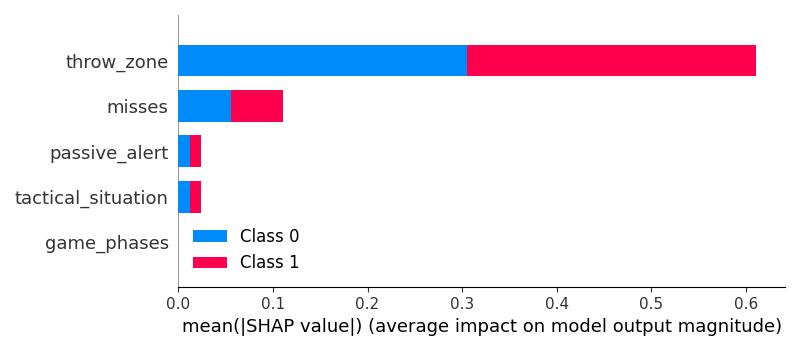 throw_zone
misses
passive_alert
tactical_situation
game_phases
Class 0
Class 1
0.0 0.1 0.2 0.3 0.4 0.5 0.6
mean(|SHAP value|) (average impact on model output magnitude)